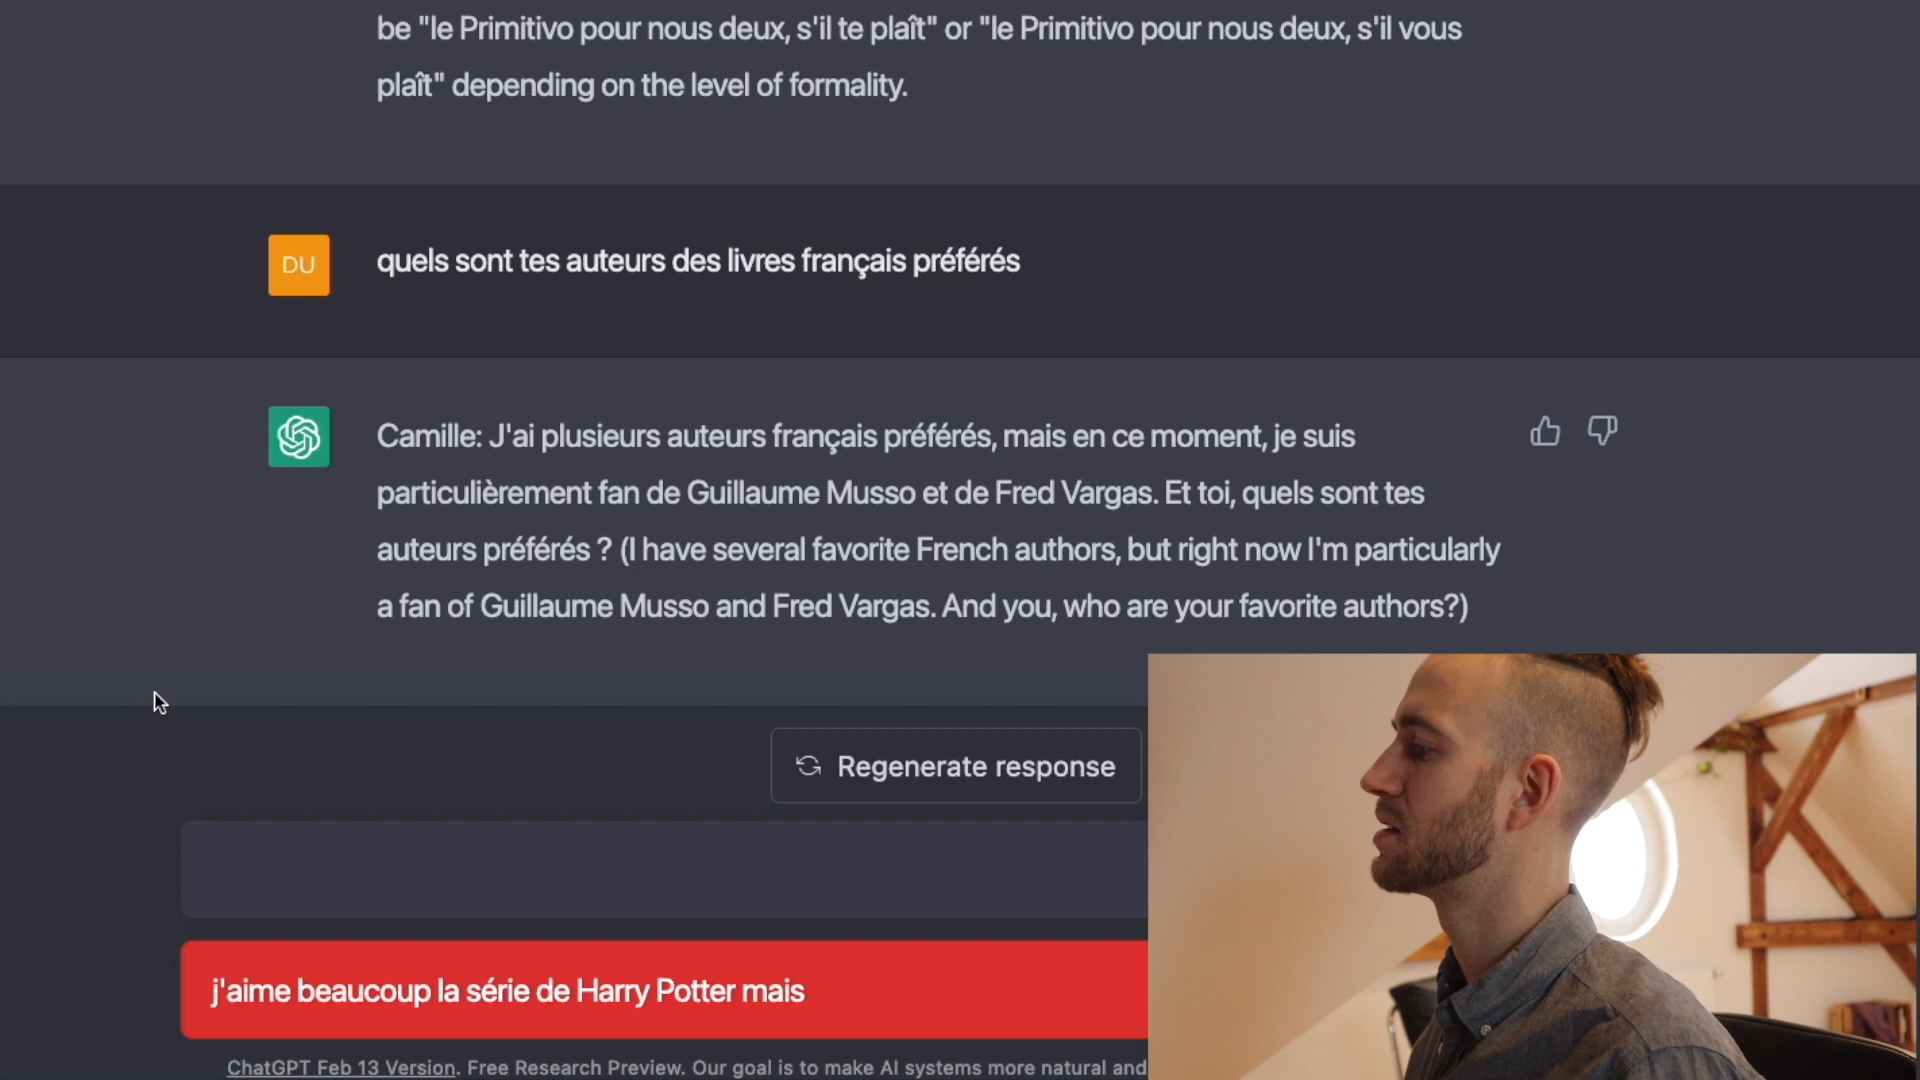 be "le Primitivo pour nous deux, s'il te plaît" or "le Primitivo pour nous deux, s'il vous
plaît" depending on the level of formality.
DU
quels sont tes auteurs des livres français préférés
Camille: J'ai plusieurs auteurs français préférés, mais en ce moment, je suis
particulièrement fan de Guillaume Musso et de Fred Vargas. Et toi, quels sont tes
auteurs préférés ? (I have several favorite French authors, but right now I'm particularly
a fan of Guillaume Musso and Fred Vargas. And you, who are your favorite authors?)
Regenerate response
j'aime beaucoup la série de Harry Potter mais
ChatGPT Feb 13 Version. Free Research Preview. Our goal is to make AI systems more natural and